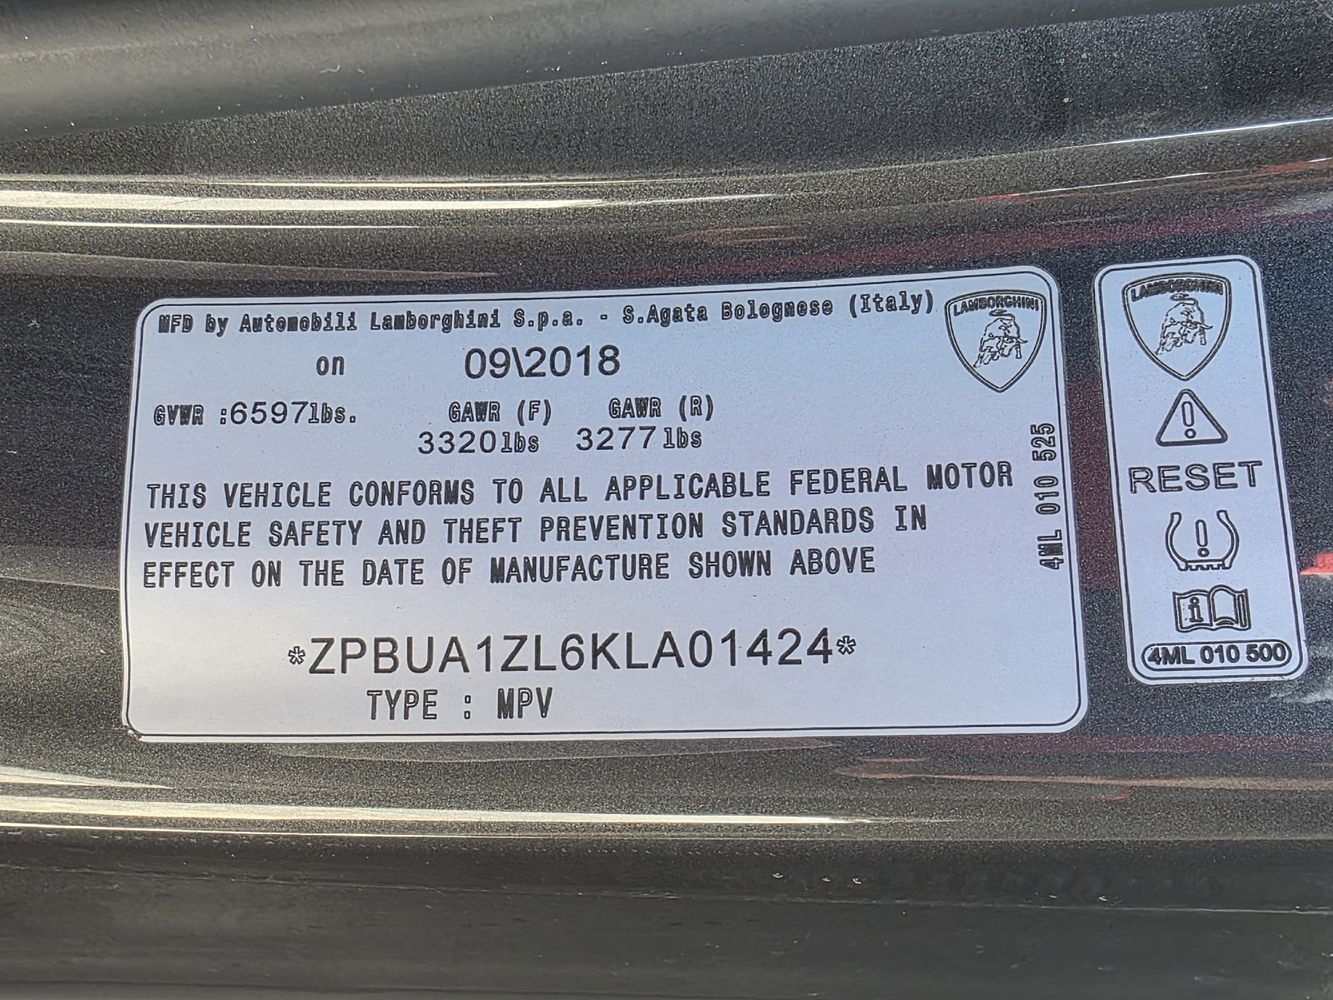 MFD by Automobili Lamborghini S.p.a. - S.Agata Bolognese (Italy)
on 09\2018
GVWR :6597lbs. GAWR (F) GAWR (R)
3320lbs 3277lbs
THIS VEHICLE CONFORMS TO ALL APPLICABLE FEDERAL MOTOR
VEHICLE SAFETY AND THEFT PREVENTION STANDARDS IN
EFFECT ON THE DATE OF MANUFACTURE SHOWN ABOVE
*ZPBUA1ZL6KLA01424*
TYPE : MPV
LAMBORGHINI
4ML 010 525
LAMBORGHINI
RESET
4ML 010 500